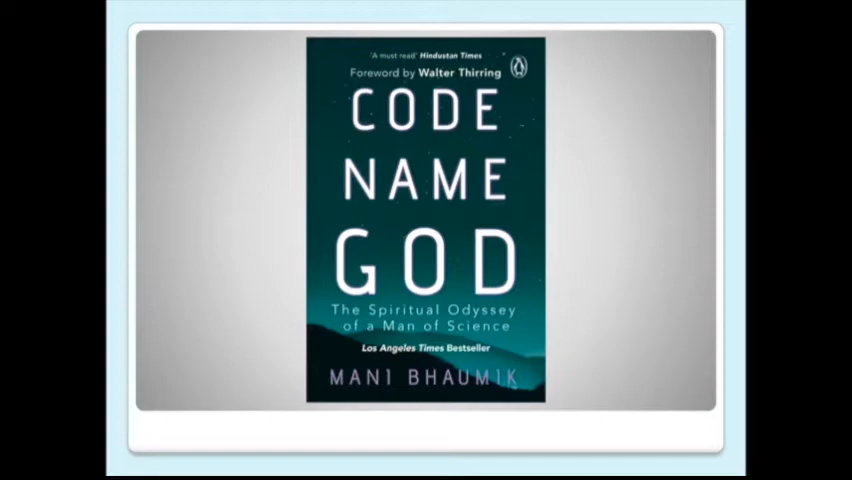 'A must read' Hindustan Times
Foreword by Walter Thirring
CODE
NAME
GOD
The Spiritual Odyssey
of a Man of Science
Los Angeles Times Bestseller
MANI BHAUMIK